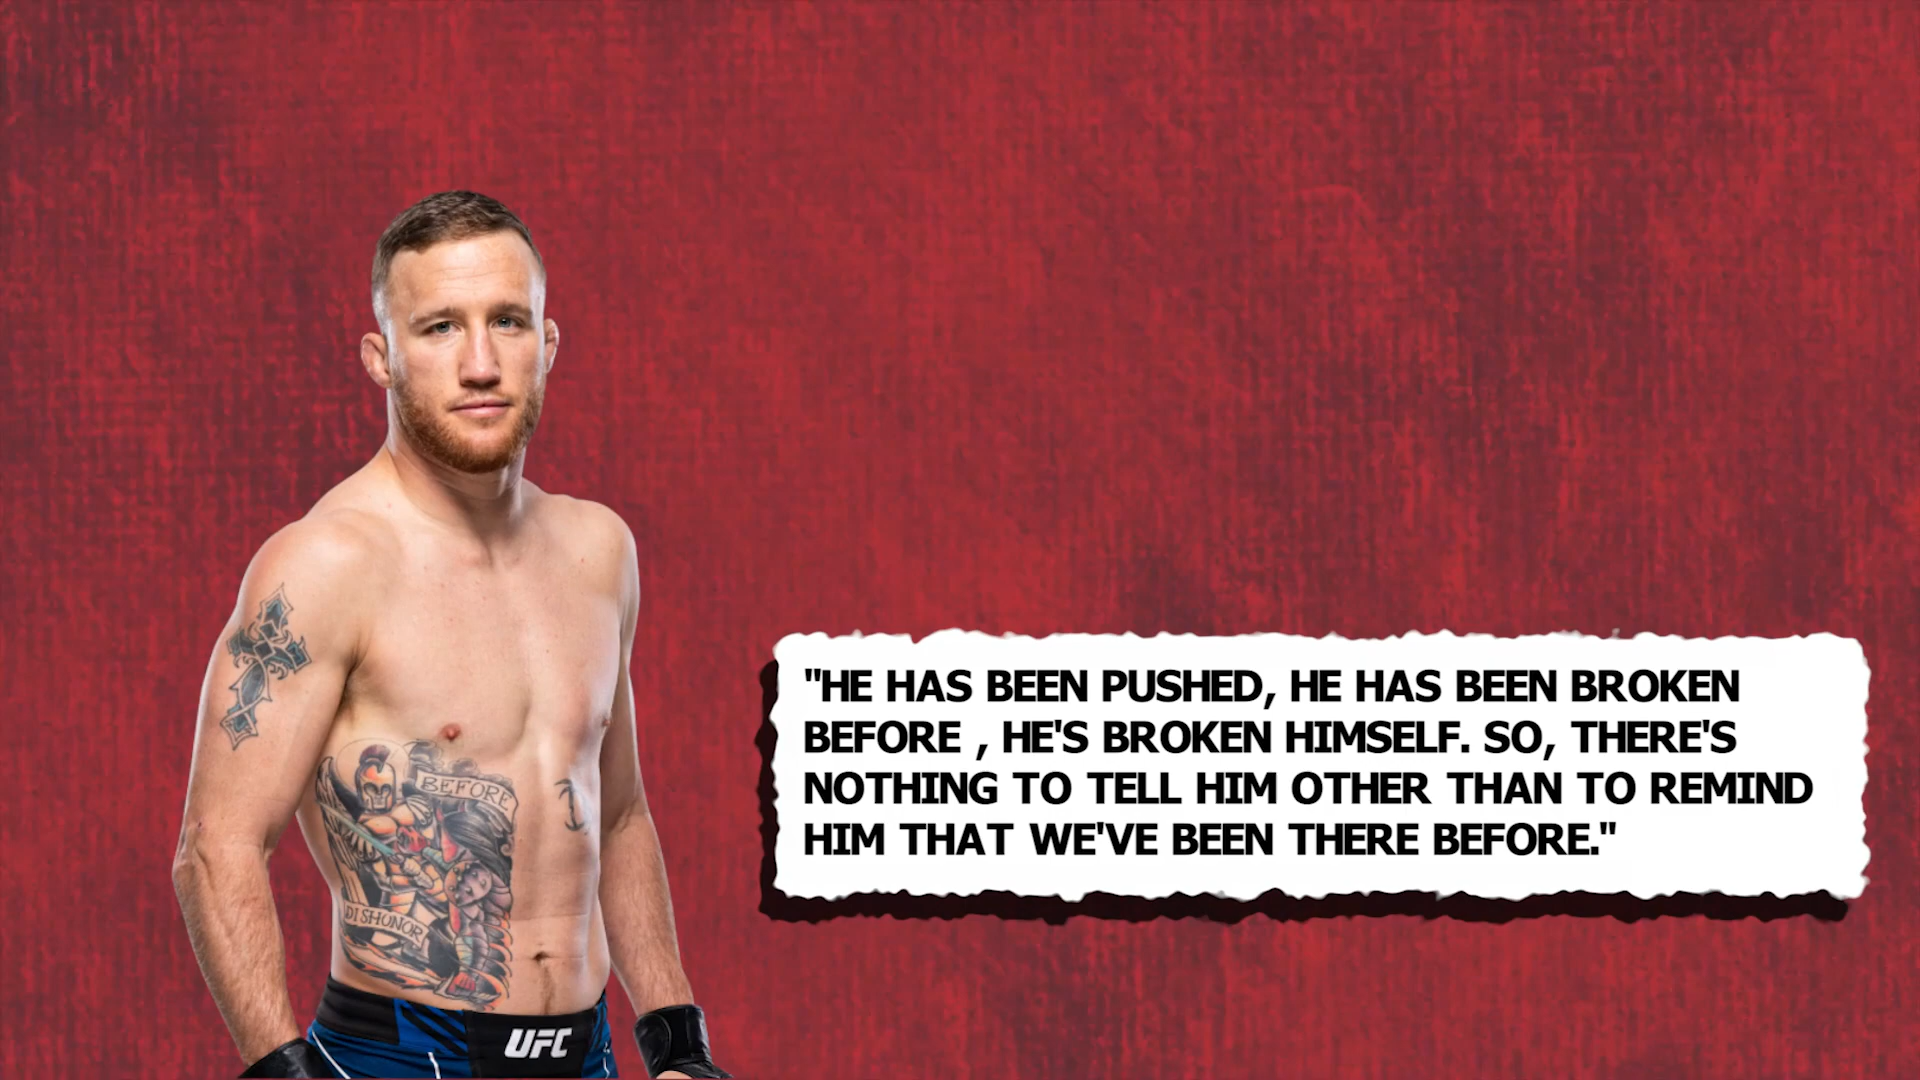 "HE HAS BEEN PUSHED, HE HAS BEEN BROKEN
BEFORE , HE'S BROKEN HIMSELF. SO, THERE'S
NOTHING TO TELL HIM OTHER THAN TO REMIND
HIM THAT WE'VE BEEN THERE BEFORE."
BEFORE
DISHONOR
UFC